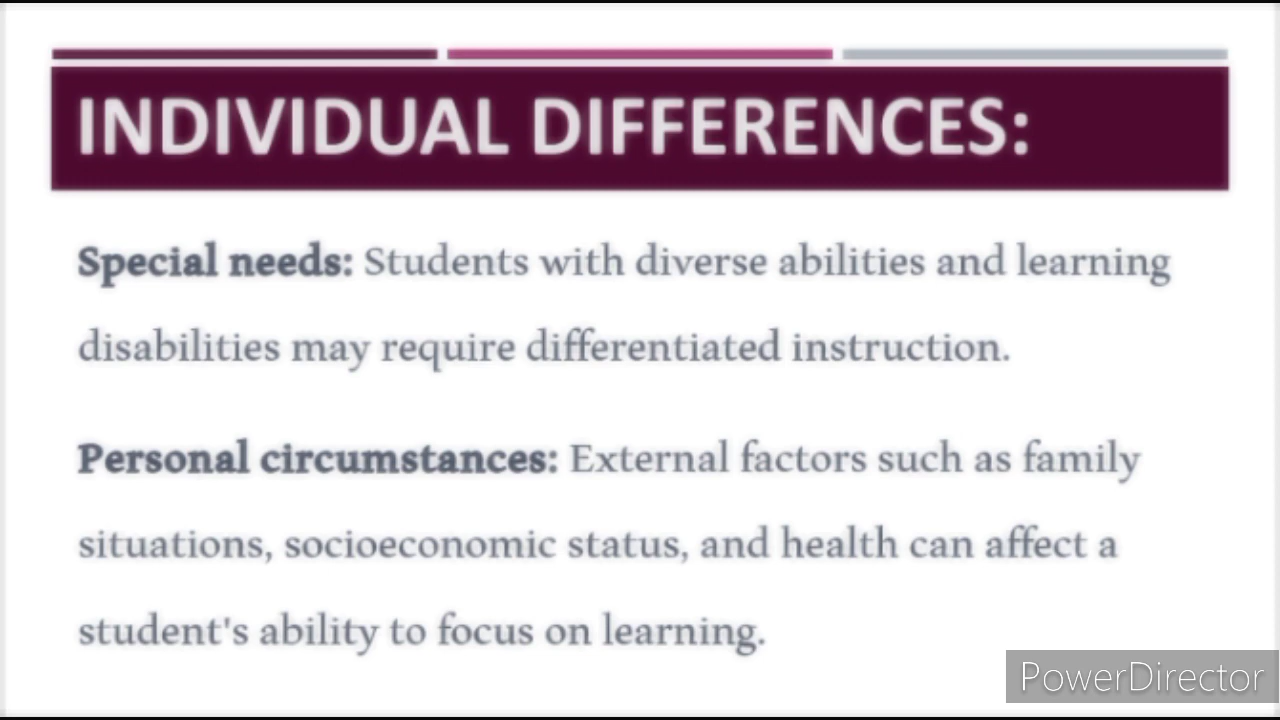 INDIVIDUAL DIFFERENCES:
Special needs: Students with diverse abilities and learning
disabilities may require differentiated instruction.
Personal circumstances: External factors such as family
situations, socioeconomic status, and health can affect a
student's ability to focus on learning.
PowerDirector